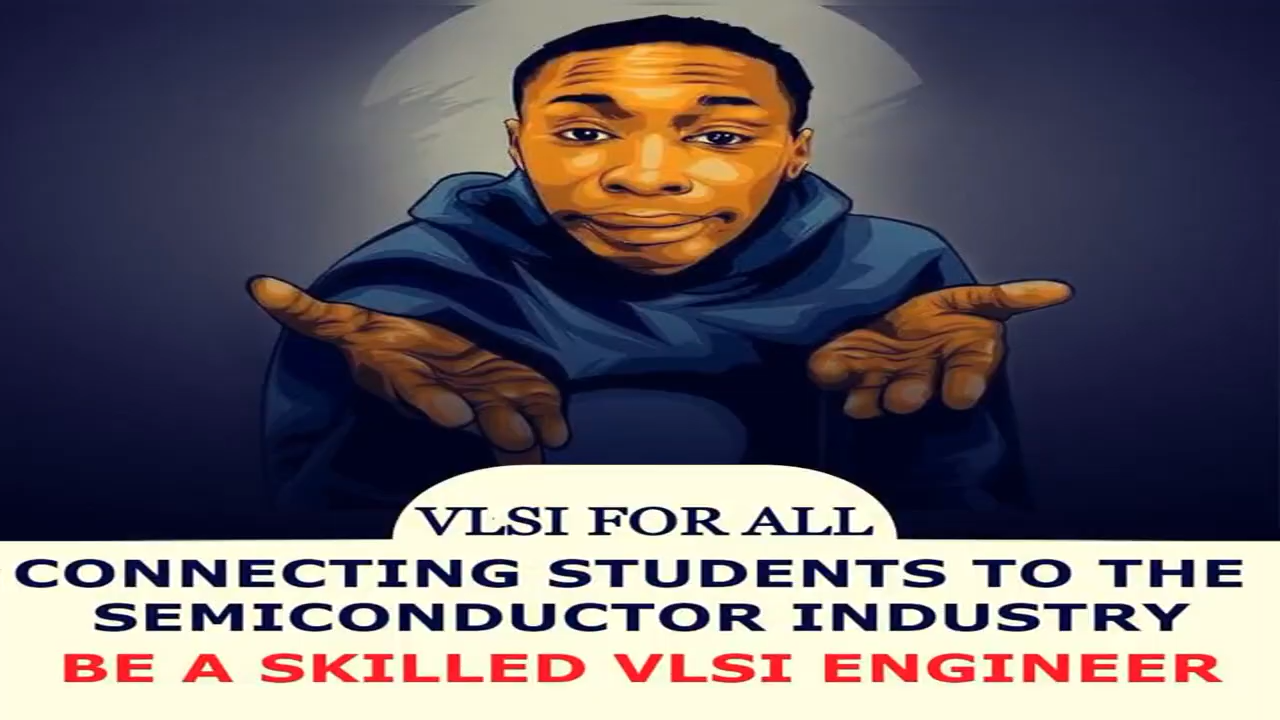 VLSI FOR ALL
CONNECTING STUDENTS TO THE
SEMICONDUCTOR INDUSTRY
BE A SKILLED VLSI ENGINEER